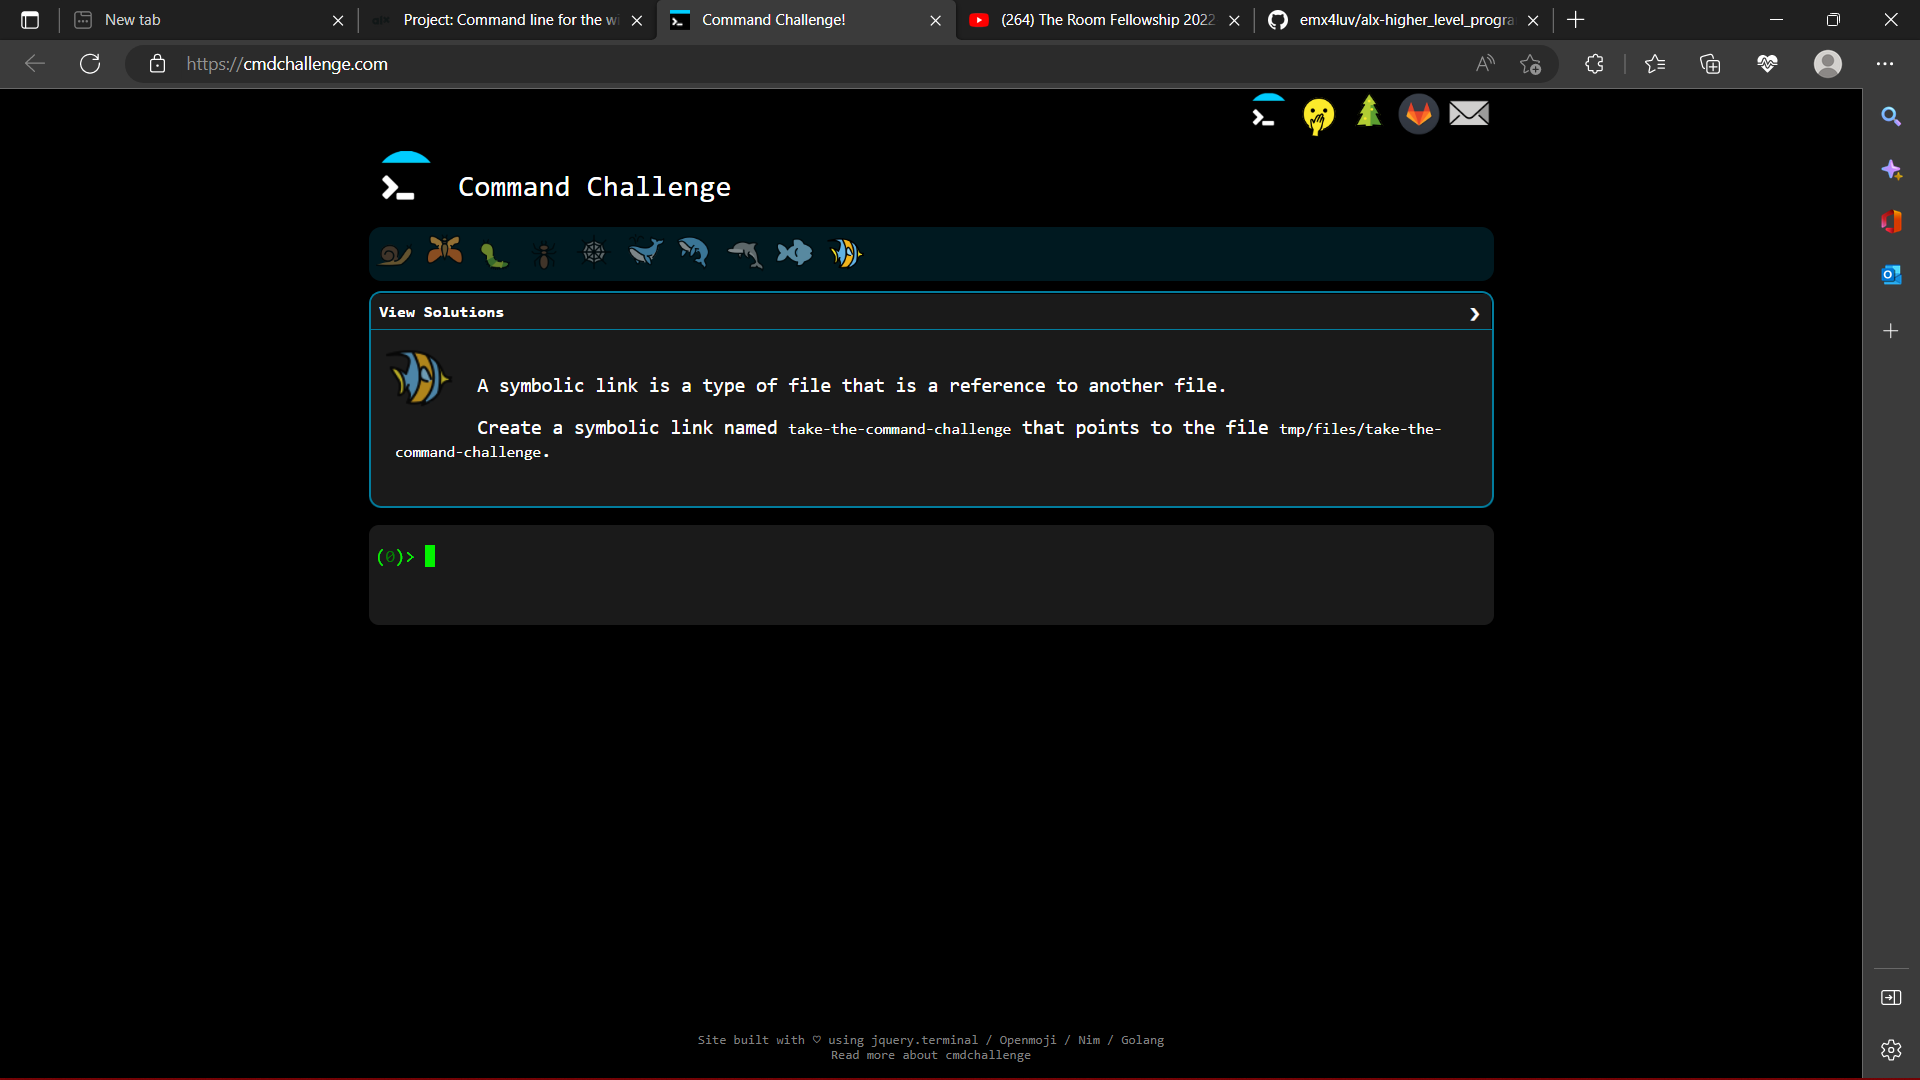 New tab
Project: Command line for the wi
Command Challenge!
(264) The Room Fellowship 2022
emx4luv/alx-higher_level_progra
https://cmdchallenge.com
Command Challenge
View Solutions
A symbolic link is a type of file that is a reference to another file.
Create a symbolic link named take-the-command-challenge that points to the file tmp/files/take-the-
command-challenge.
(0)>
Site built with ♡ using jquery.terminal / Openmoji / Nim / Golang
Read more about cmdchallenge